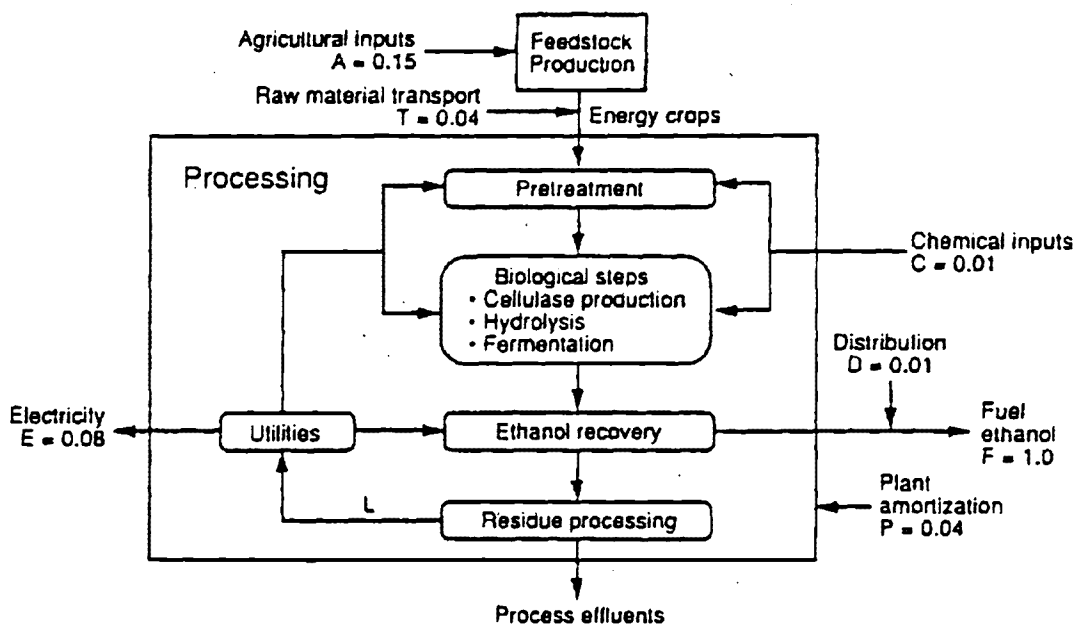 Agricultural inputs
A = 0.15
Feedstock
Production
Raw material transport
T = 0.04
Energy crops
Processing
Pretreatment
Chemical inputs
C = 0.01
Biological steps
• Cellulase production
• Hydrolysis
• Fermentation
Distribution
D = 0.01
Electricity
E = 0.08
Utilities
Ethanol recovery
Fuel
ethanol
F = 1.0
L
Residue processing
Plant
amortization
P = 0.04
Process effluents